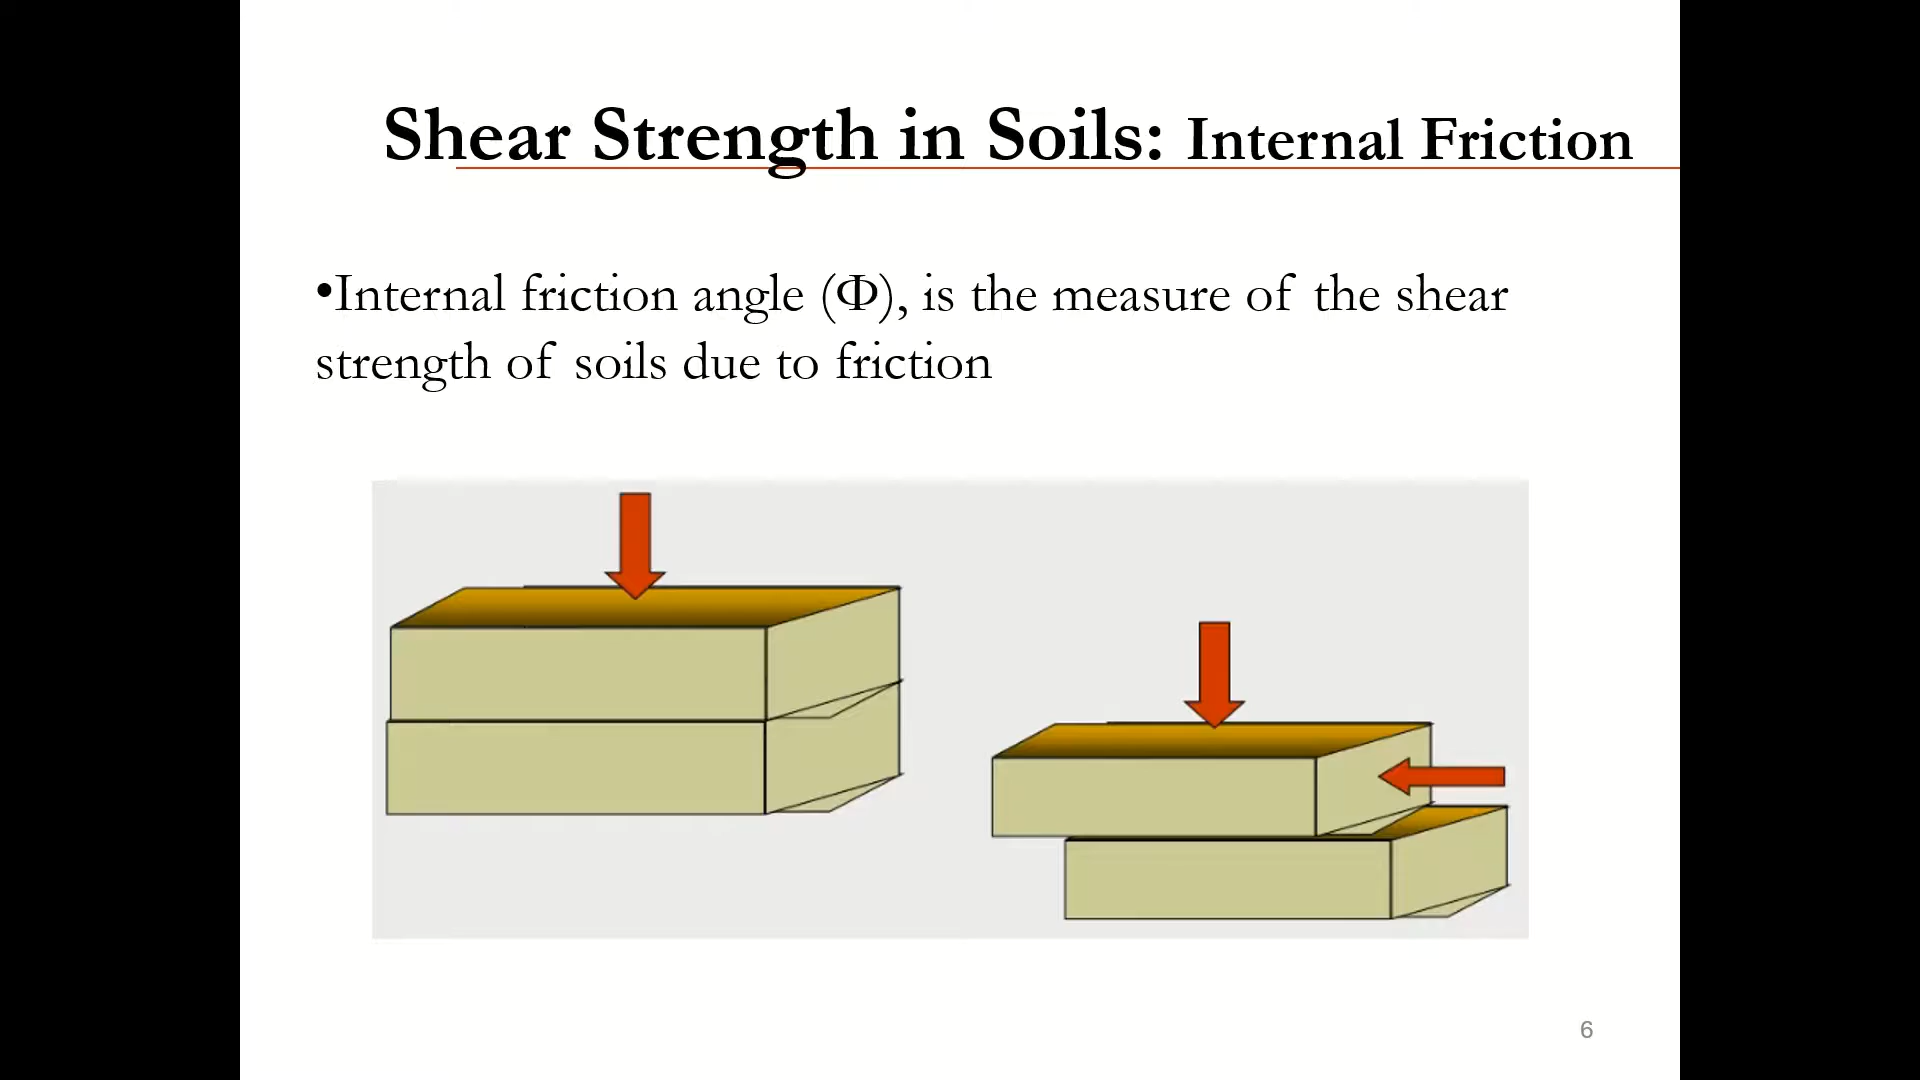 Shear Strength in Soils: Internal Friction
•Internal friction angle (Φ), is the measure of the shear
strength of soils due to friction
6